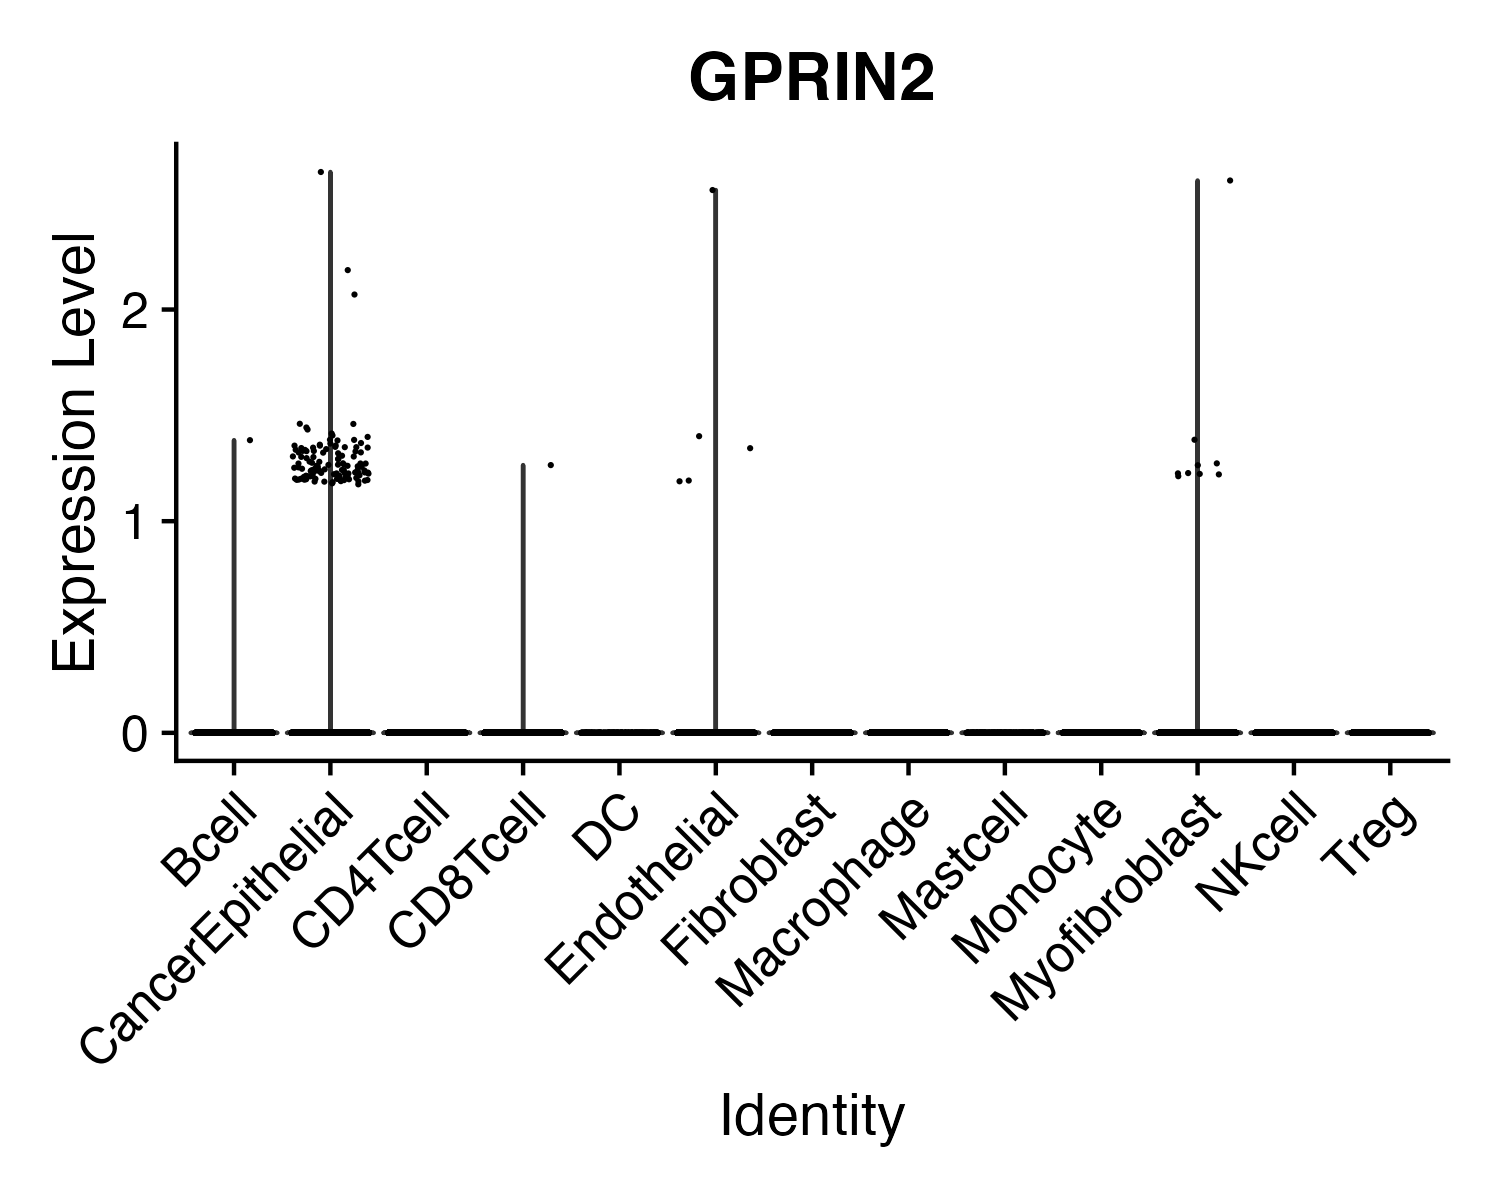 GPRIN2
Expression Level
2
1
0
Bcell
CancerEpithelial
CD4Tcell
CD8Tcell
DC
Endothelial
Fibroblast
Macrophage
Mastcell
Monocyte
Myofibroblast
NKcell
Treg
Identity